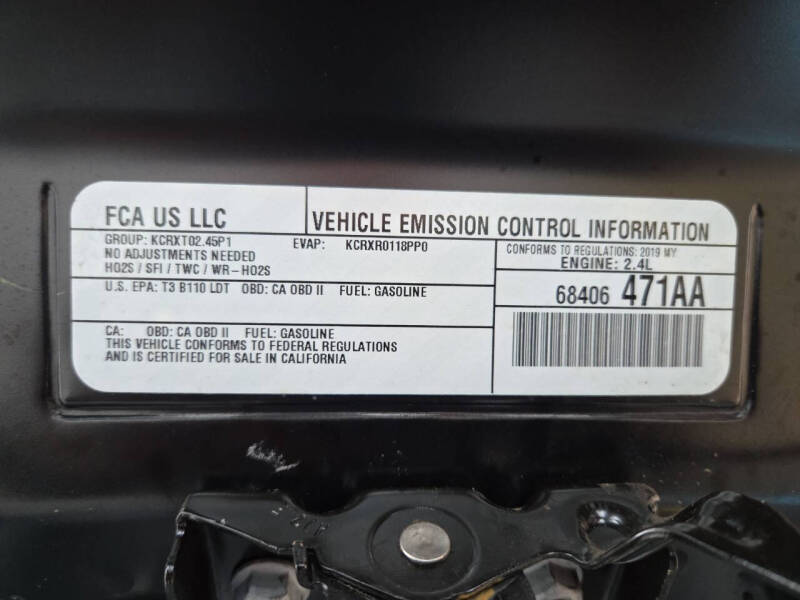 FCA US LLC
VEHICLE EMISSION CONTROL INFORMATION
GROUP: KCRXT02.45P1 EVAP: KCRXR0118PP0
NO ADJUSTMENTS NEEDED
HO2S / SFI / TWC / WR-HO2S
CONFORMS TO REGULATIONS: 2019 MY
ENGINE: 2.4L
U.S. EPA: T3 B110 LDT OBD: CA OBD II FUEL: GASOLINE
68406 471AA
CA: OBD: CA OBD II FUEL: GASOLINE
THIS VEHICLE CONFORMS TO FEDERAL REGULATIONS
AND IS CERTIFIED FOR SALE IN CALIFORNIA